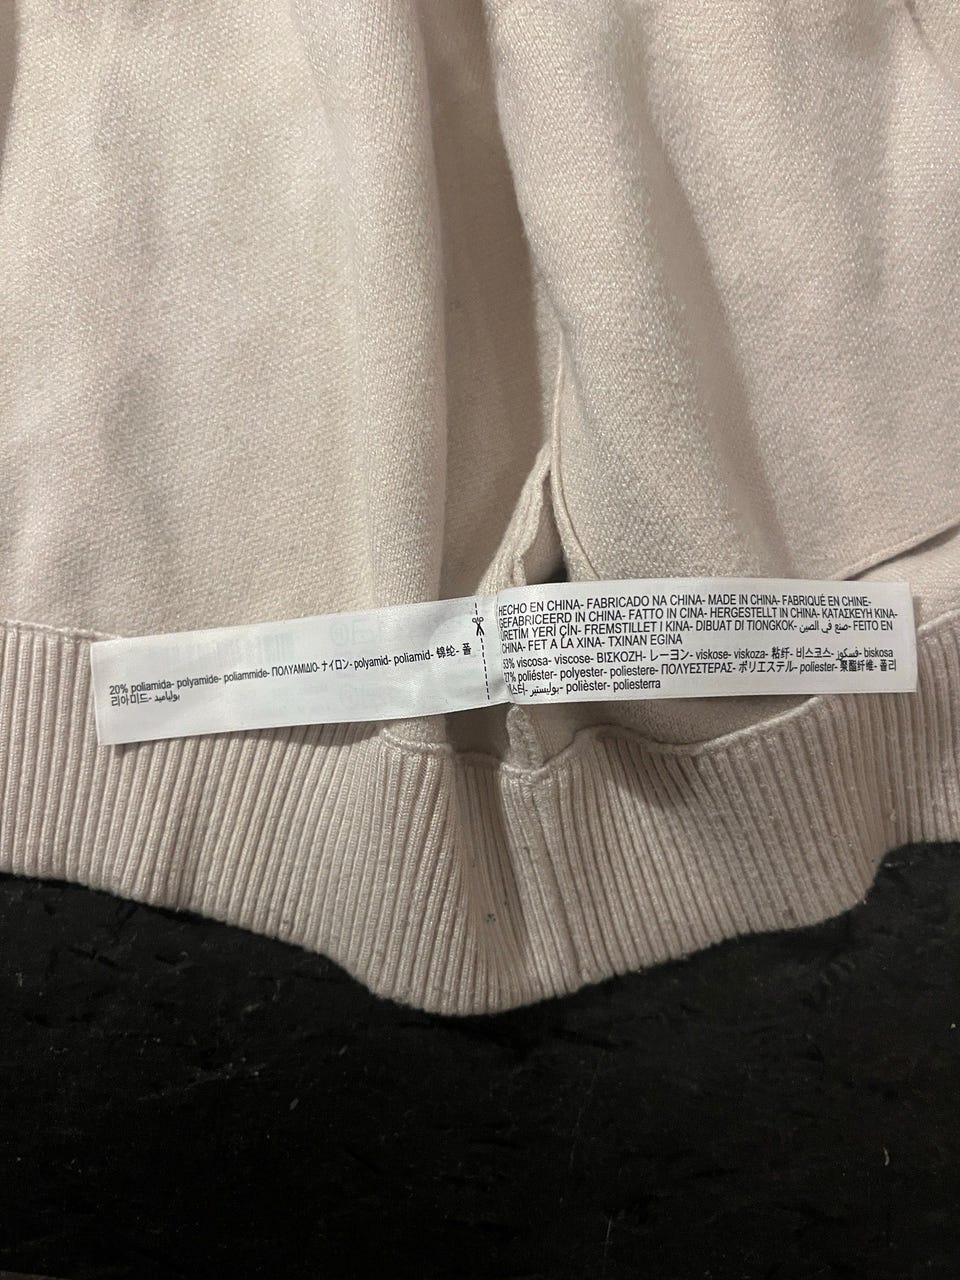 20% poliamida- polyamide- poliammide- ΠΟΛΥΑΜΙΔΙΟ- ナイロン- polyamid- poliamid- 锦纶- 폴
리아미드- بولياميد
HECHO EN CHINA- FABRICADO NA CHINA- MADE IN CHINA- FABRIQUÉ EN CHINE-
GEFABRICEERD IN CHINA- FATTO IN CINA- HERGESTELLT IN CHINA- ΚΑΤΑΣΚΕΥΗ ΚΙΝΑ-
ÜRETİM YERİ ÇİN- FREMSTILLET I KINA- DIBUAT DI TIONGKOK- صنع في الصين- FEITO EN
CHINA- FET A LA XINA- TXINAN EGINA
53% viscosa- viscose- ΒΙΣΚΟΖΗ- レーヨン- viskose- viskoza- 粘纤- 비스코스- فسكوز- biskosa
27% poliéster- polyester- poliestere- ΠΟΛΥΕΣΤΕΡΑΣ- ポリエステル- poliester- 聚酯纤维- 폴리
에스터- بوليستير- polièster- poliesterra